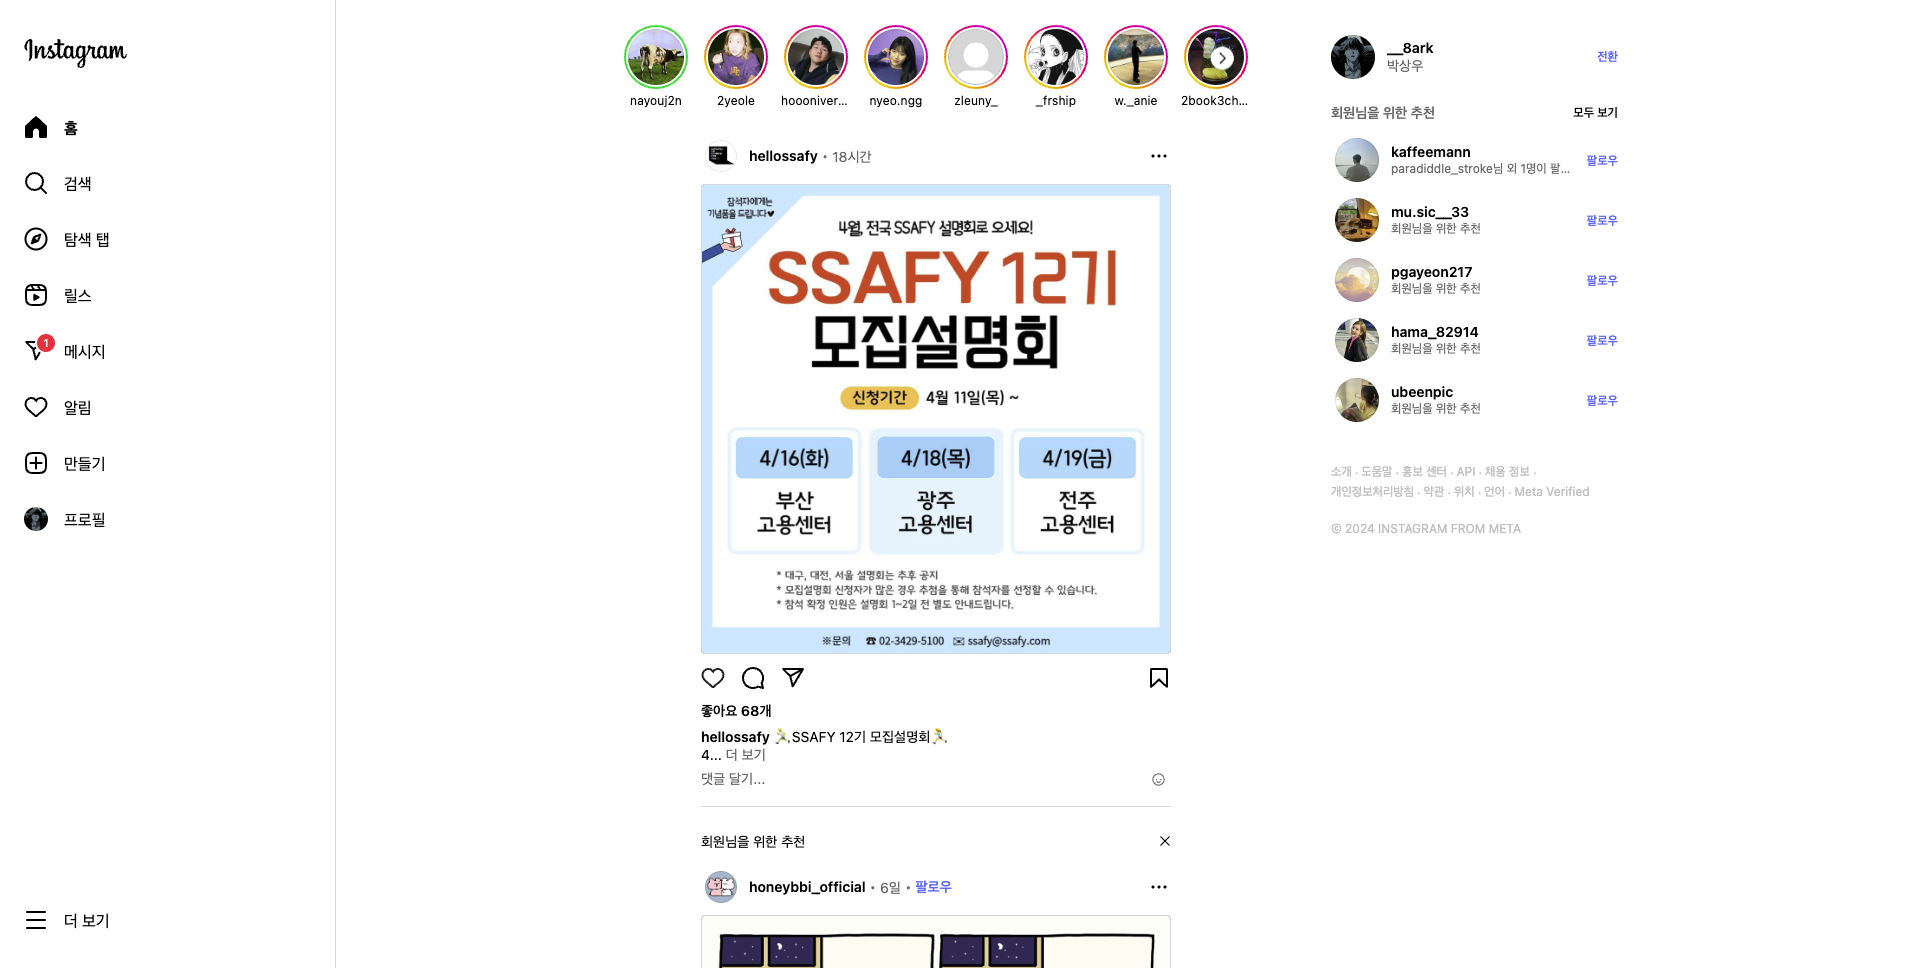 Instagram
홈
검색
탐색 탭
릴스
1
메시지
알림
만들기
프로필
더 보기
nayouj2n
2yeole
hoooniver...
nyeo.ngg
zleuny_
_frship
w._anie
2book3ch...
hellossafy • 18시간
참석자에게는
기념품을 드립니다♥
4월, 전국 SSAFY 설명회로 오세요!
SSAFY 12기
모집설명회
신청기간 4월 11일(목) ~
4/16(화)
부산
고용센터
4/18(목)
광주
고용센터
4/19(금)
전주
고용센터
* 대구, 대전, 서울 설명회는 추후 공지
* 모집설명회 신청자가 많은 경우 추첨을 통해 참석자를 선정할 수 있습니다.
* 참석 확정 인원은 설명회 1~2일 전 별도 안내드립니다.
※문의 ☎ 02-3429-5100 ✉ ssafy@ssafy.com
좋아요 68개
hellossafy 🏃SSAFY 12기 모집설명회🏃
4... 더 보기
댓글 달기...
회원님을 위한 추천
honeybbi_official • 6일 • 팔로우
__8ark
박상우
전환
회원님을 위한 추천
모두 보기
kaffeemann
paradiddle_stroke님 외 1명이 팔...
팔로우
mu.sic__33
회원님을 위한 추천
팔로우
pgayeon217
회원님을 위한 추천
팔로우
hama_82914
회원님을 위한 추천
팔로우
ubeenpic
회원님을 위한 추천
팔로우
소개 · 도움말 · 홍보 센터 · API · 채용 정보 ·
개인정보처리방침 · 약관 · 위치 · 언어 · Meta Verified
© 2024 INSTAGRAM FROM META